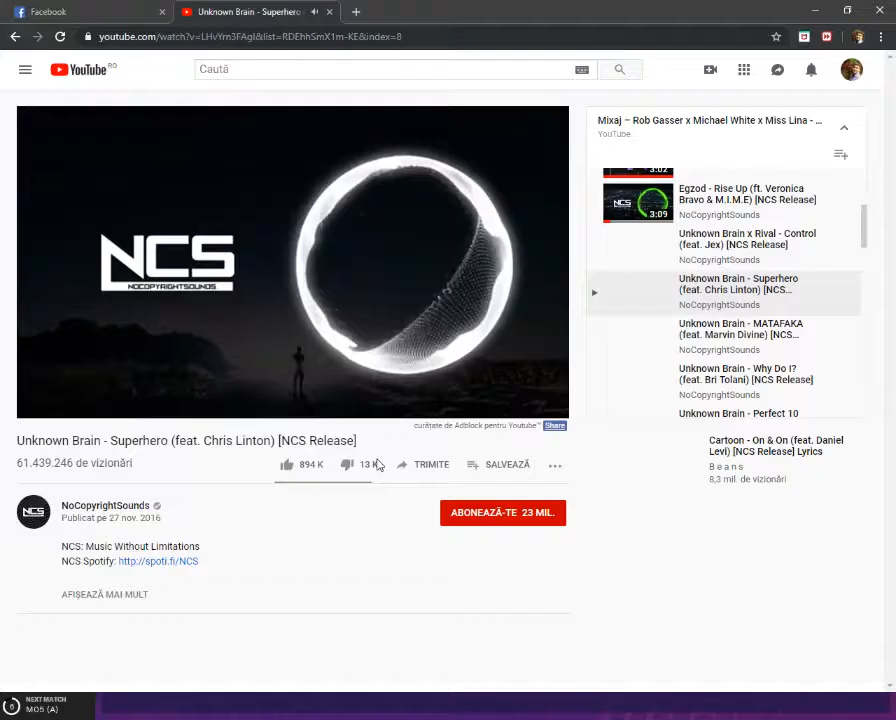 Facebook
Unknown Brain - Superhero
youtube.com/watch?v=LHvYrn3FAgI&list=RDEhhSmX1m-KE&index=8
YouTube RO
Caută
NCS
NOCOPYRIGHTSOUNDS
curățate de Adblock pentru Youtube™ Share
Unknown Brain - Superhero (feat. Chris Linton) [NCS Release]
61.439.246 de vizionări
894 K
13 K
TRIMITE
SALVEAZĂ
NCS
NoCopyrightSounds
Publicat pe 27 nov. 2016
ABONEAZĂ-TE 23 MIL.
NCS: Music Without Limitations
NCS Spotify: http://spoti.fi/NCS
AFIȘEAZĂ MAI MULT
Mixaj – Rob Gasser x Michael White x Miss Lina - ...
YouTube
3:02
NCS
3:09
Egzod - Rise Up (ft. Veronica
Bravo & M.I.M.E) [NCS Release]
NoCopyrightSounds
Unknown Brain x Rival - Control
(feat. Jex) [NCS Release]
NoCopyrightSounds
Unknown Brain - Superhero
(feat. Chris Linton) [NCS...
NoCopyrightSounds
Unknown Brain - MATAFAKA
(feat. Marvin Divine) [NCS...
NoCopyrightSounds
Unknown Brain - Why Do I?
(feat. Bri Tolani) [NCS Release]
NoCopyrightSounds
Unknown Brain - Perfect 10
Cartoon - On & On (feat. Daniel
Levi) [NCS Release] Lyrics
B e a n s
8,3 mil. de vizionări
6
NEXT MATCH
MO5 (A)